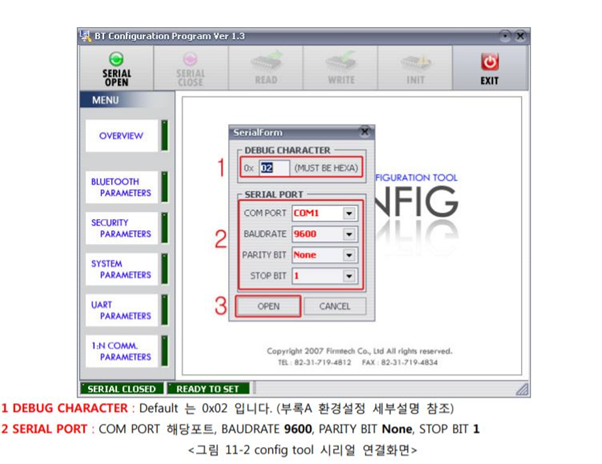 BT Configuration Program Ver 1.3
SERIAL OPEN
SERIAL CLOSE
READ
WRITE
INIT
EXIT
MENU
OVERVIEW
BLUETOOTH PARAMETERS
SECURITY PARAMETERS
SYSTEM PARAMETERS
UART PARAMETERS
1:N COMM. PARAMETERS
FIGURATION TOOL
NFIG
SerialForm
DEBUG CHARACTER
1
0x 02 (MUST BE HEXA)
SERIAL PORT
COM PORT COM1
2
BAUDRATE 9600
PARITY BIT None
STOP BIT 1
3
OPEN CANCEL
Copyright 2007 Firmtech Co., Ltd All rights reserved.
TEL : 82-31-719-4812 FAX : 82-31-719-4834
SERIAL CLOSED READY TO SET
1 DEBUG CHARACTER : Default 는 0x02 입니다. (부록A 환경설정 세부설명 참조)
2 SERIAL PORT : COM PORT 해당포트, BAUDRATE 9600, PARITY BIT None, STOP BIT 1
<그림 11-2 config tool 시리얼 연결화면>